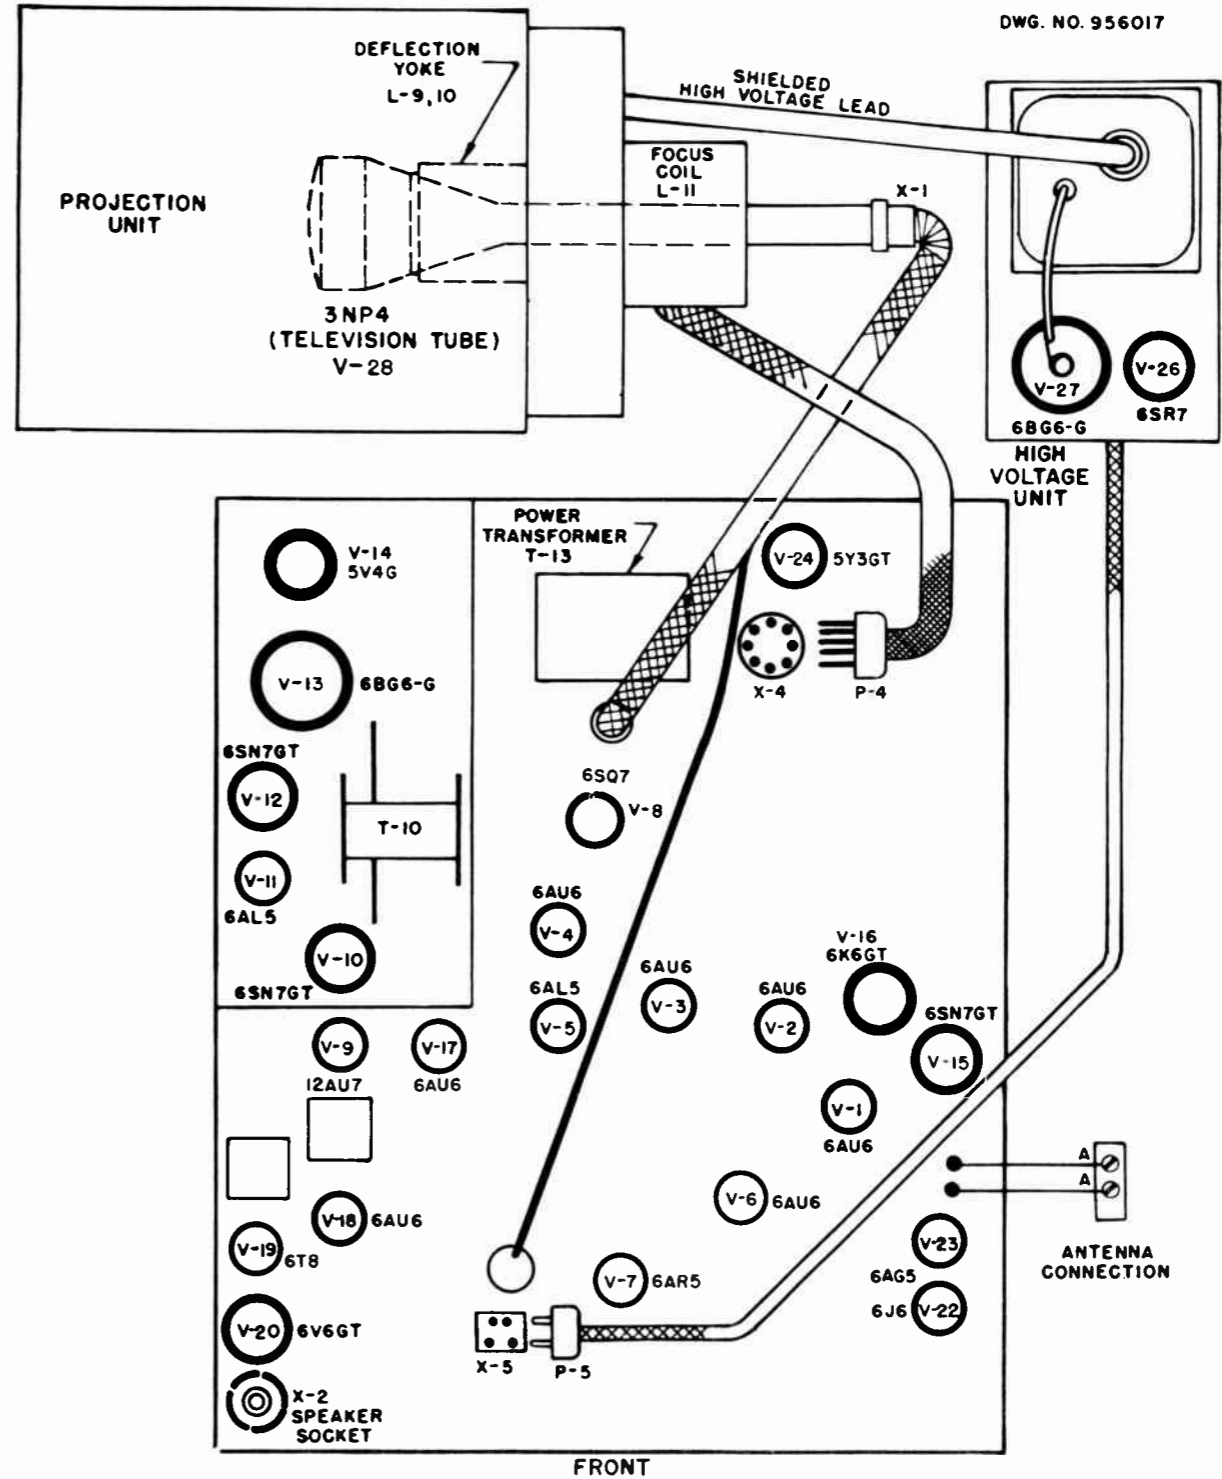 DWG. NO. 956017
DEFLECTION
YOKE
L-9,10
SHIELDED
HIGH VOLTAGE LEAD
PROJECTION
UNIT
FOCUS
COIL
L-11
X-1
3NP4
(TELEVISION TUBE)
V-28
V-27
6BG6-G
V-26
6SR7
HIGH
VOLTAGE
UNIT
POWER
TRANSFORMER
T-13
V-14
5V4G
V-24
5Y3GT
V-13
6BG6-G
X-4
P-4
6SN7GT
V-12
T-10
6SQ7
V-8
V-11
6AL5
6AU6
V-4
V-10
6SN7GT
V-16
6K6GT
6AL5
V-5
6AU6
V-3
6AU6
V-2
6SN7GT
V-15
V-9
12AU7
V-17
6AU6
V-1
6AU6
A
A
ANTENNA
CONNECTION
V-6
6AU6
V-18
6AU6
V-19
6T8
V-23
6AG5
V-7
6AR5
6J6
V-22
V-20
6V6GT
X-5
P-5
X-2
SPEAKER
SOCKET
FRONT